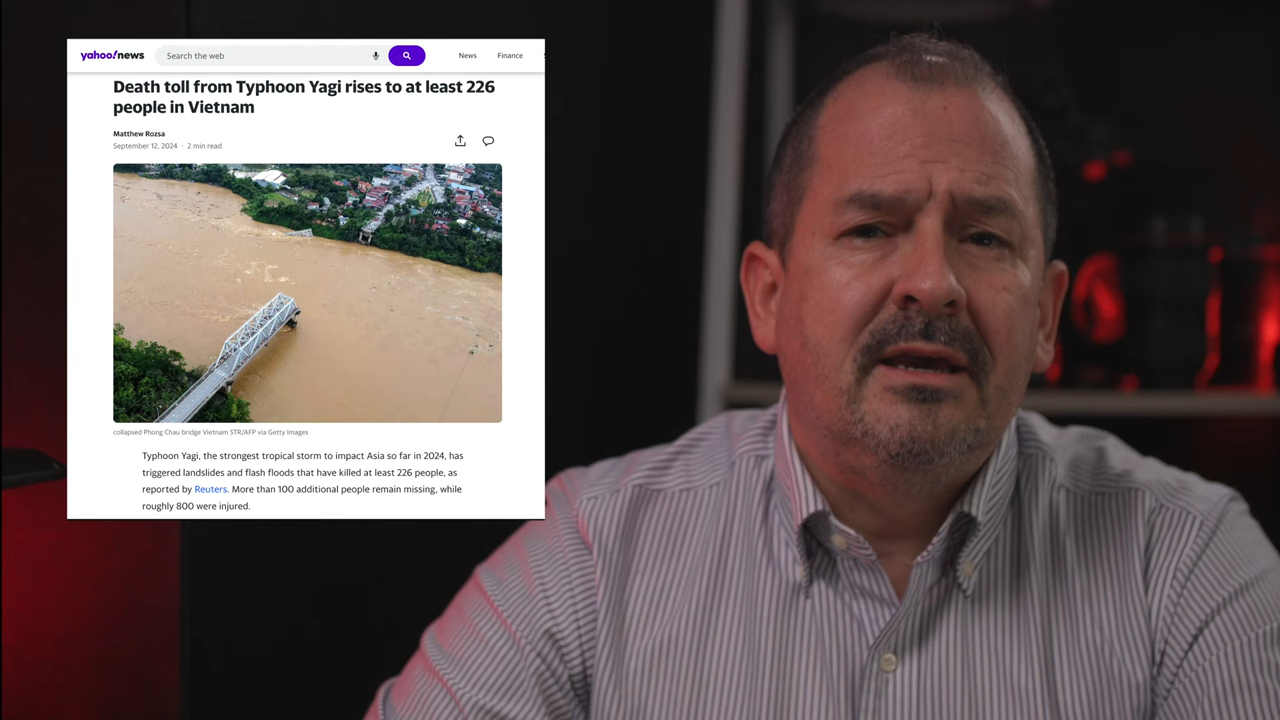 yahoo!news
Search the web
News
Finance
Death toll from Typhoon Yagi rises to at least 226
people in Vietnam
Matthew Rozsa
September 12, 2024 · 2 min read
collapsed Phong Chau bridge Vietnam STR/AFP via Getty Images
Typhoon Yagi, the strongest tropical storm to impact Asia so far in 2024, has
triggered landslides and flash floods that have killed at least 226 people, as
reported by Reuters. More than 100 additional people remain missing, while
roughly 800 were injured.